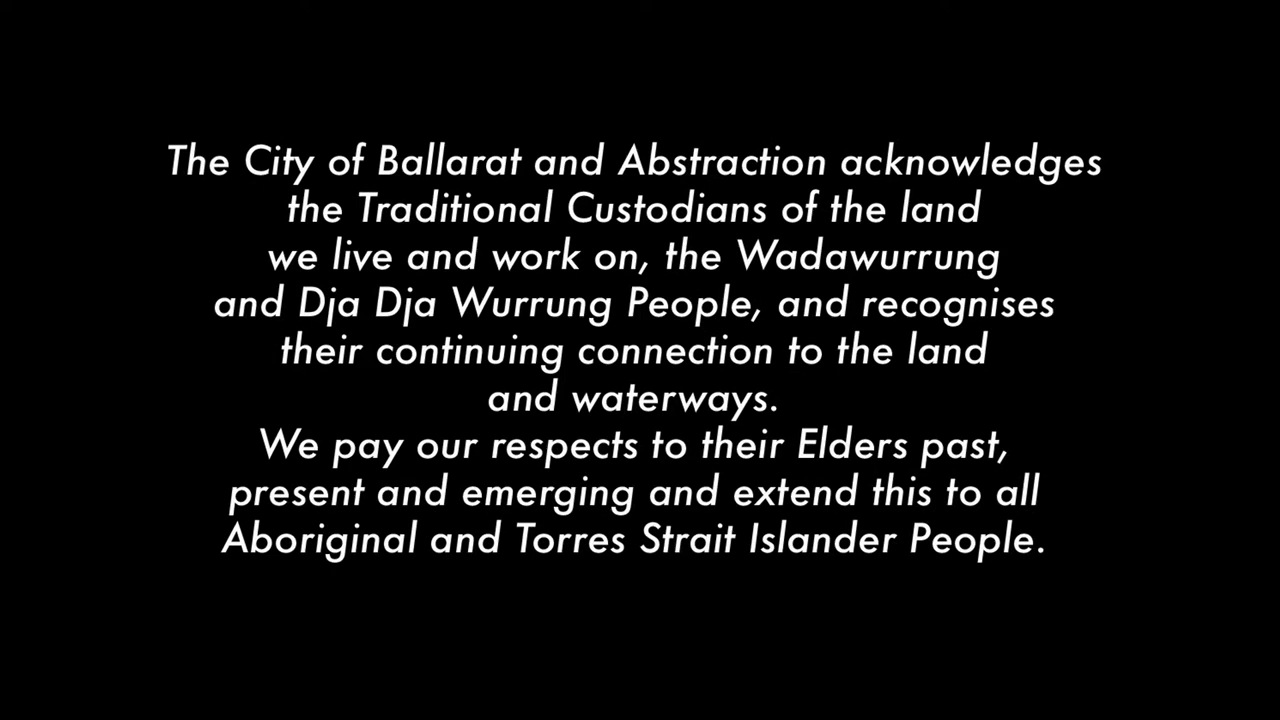 The City of Ballarat and Abstraction acknowledges
the Traditional Custodians of the land
we live and work on, the Wadawurrung
and Dja Dja Wurrung People, and recognises
their continuing connection to the land
and waterways.
We pay our respects to their Elders past,
present and emerging and extend this to all
Aboriginal and Torres Strait Islander People.